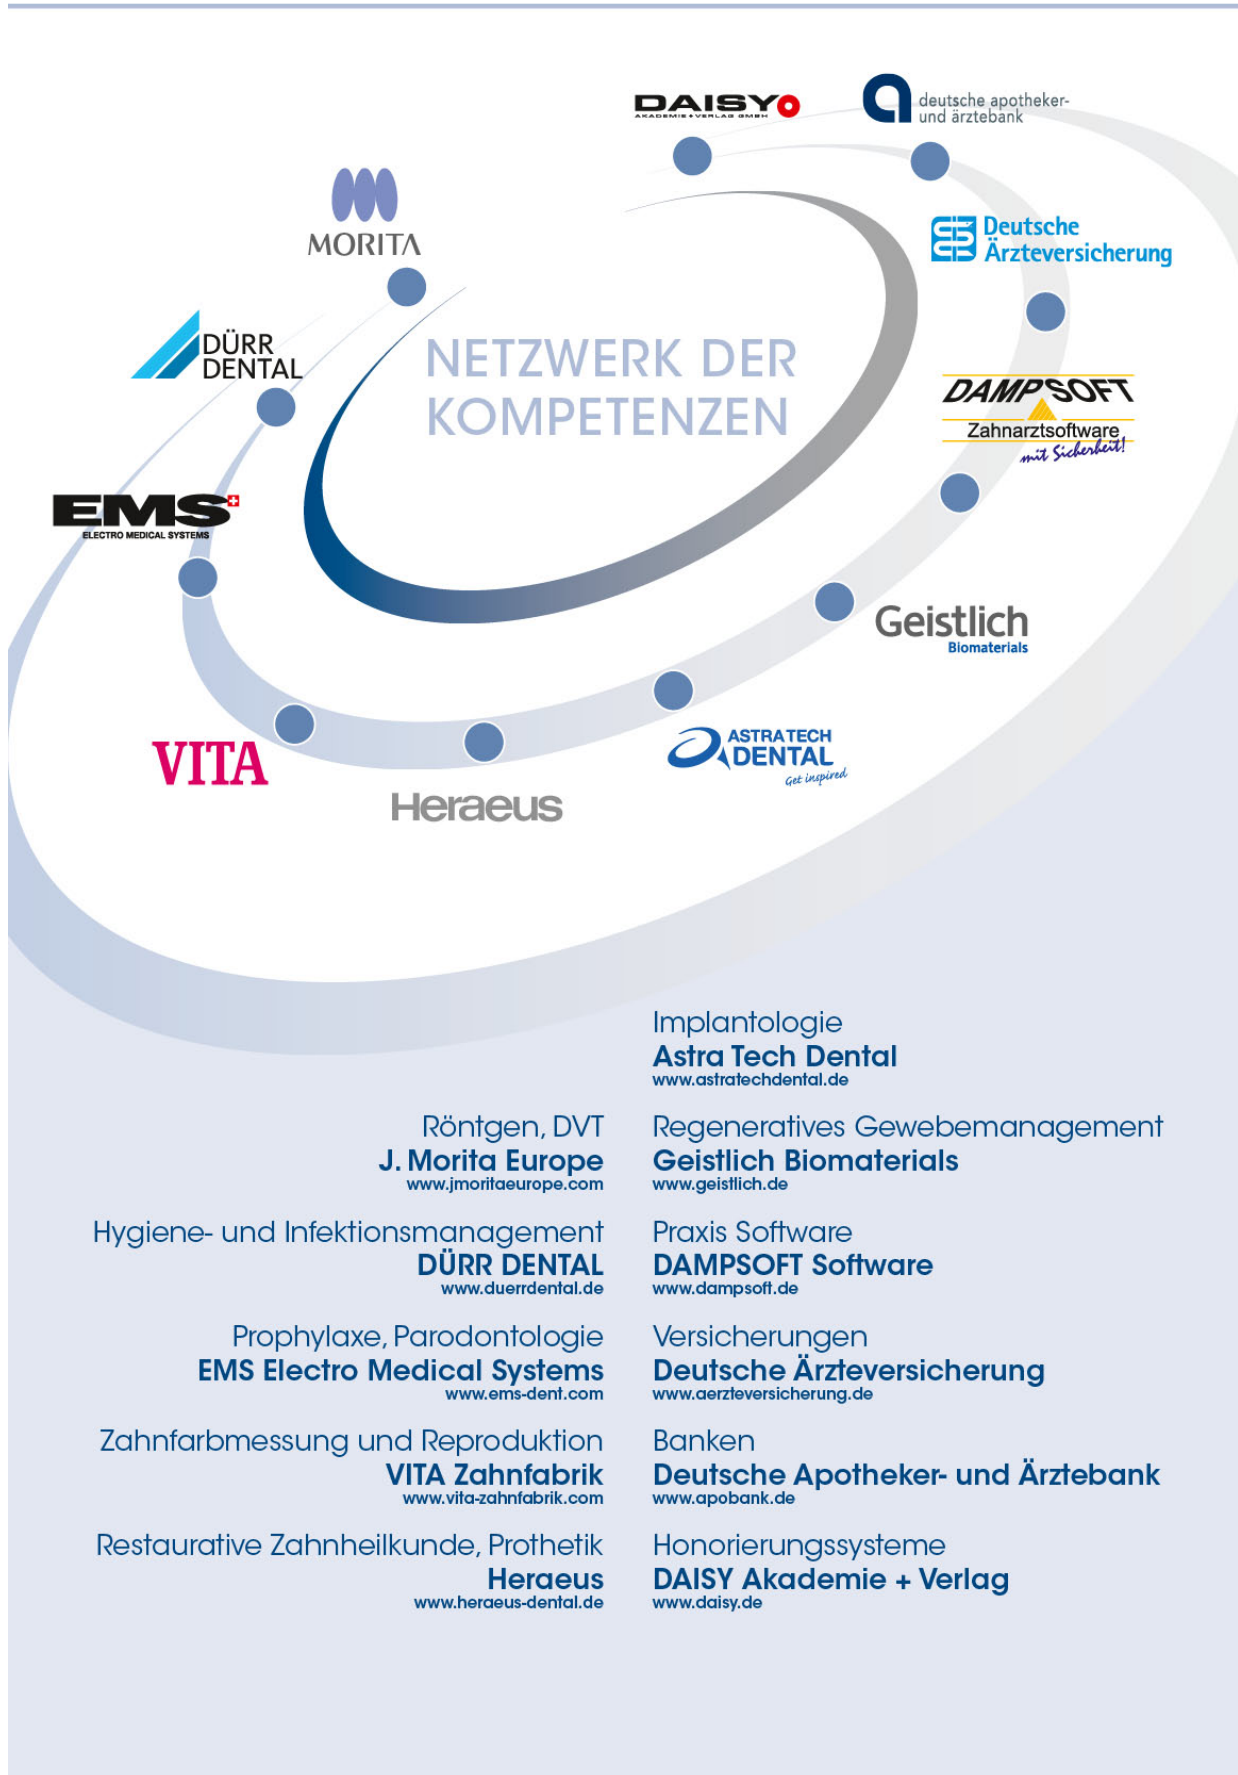 DAISY
AKADEMIE + VERLAG GMBH
deutsche apotheker-
und ärztebank
MORITA
Deutsche
Ärzteversicherung
DÜRR
DENTAL
NETZWERK DER
KOMPETENZEN
DAMPSOFT
Zahnarztsoftware
mit Sicherheit!
EMS
ELECTRO MEDICAL SYSTEMS
Geistlich
Biomaterials
VITA
Heraeus
ASTRA TECH
DENTAL
Get inspired
Röntgen, DVT
J. Morita Europe
www.jmoritaeurope.com
Hygiene- und Infektionsmanagement
DÜRR DENTAL
www.duerrdental.de
Prophylaxe, Parodontologie
EMS Electro Medical Systems
www.ems-dent.com
Zahnfarbmessung und Reproduktion
VITA Zahnfabrik
www.vita-zahnfabrik.com
Restaurative Zahnheilkunde, Prothetik
Heraeus
www.heraeus-dental.de
Implantologie
Astra Tech Dental
www.astratechdental.de
Regeneratives Gewebemanagement
Geistlich Biomaterials
www.geistlich.de
Praxis Software
DAMPSOFT Software
www.dampsoft.de
Versicherungen
Deutsche Ärzteversicherung
www.aerzteversicherung.de
Banken
Deutsche Apotheker- und Ärztebank
www.apobank.de
Honorierungssysteme
DAISY Akademie + Verlag
www.daisy.de